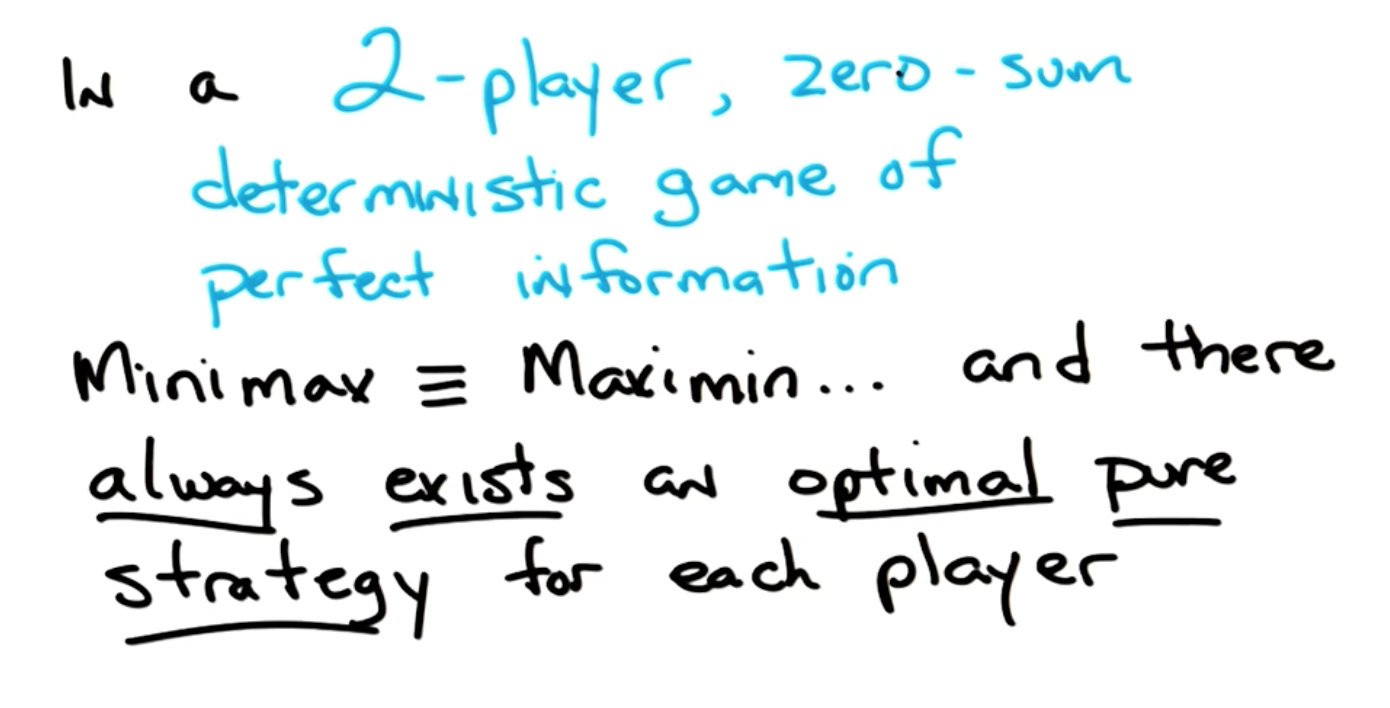 In a 2-player, zero-sum
deterministic game of
perfect information
Minimax ≡ Maximin... and there
always exists an optimal pure
strategy for each player